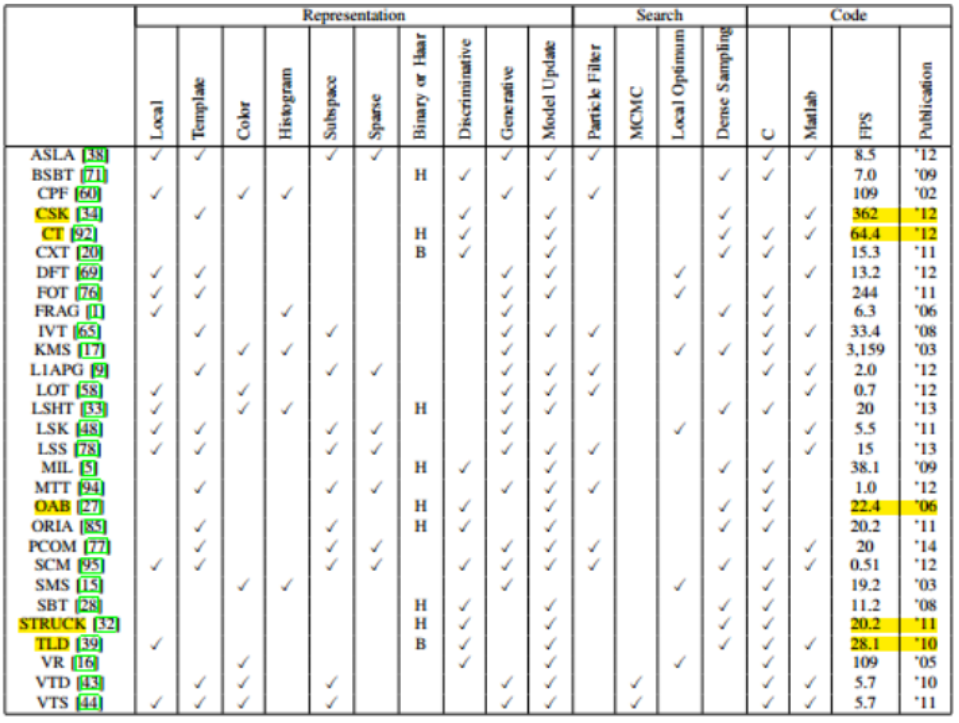 Representation Search Code
Local Template Color Histogram Subspace Sparse Binary or Haar Discriminative Generative Model Update Particle Filter MCMC Local Optimum Dense Sampling C Matlab FPS Publication
ASLA [38] ✓ ✓ ✓ ✓ ✓ ✓ ✓ ✓ ✓ 8.5 '12
BSBT [71] H ✓ ✓ ✓ ✓ 7.0 '09
CPF [60] ✓ ✓ ✓ ✓ ✓ ✓ 109 '02
CSK [34] ✓ ✓ ✓ ✓ ✓ 362 '12
CT [92] H ✓ ✓ ✓ ✓ ✓ 64.4 '12
CXT [20] B ✓ ✓ ✓ ✓ 15.3 '11
DFT [69] ✓ ✓ ✓ ✓ ✓ ✓ 13.2 '12
FOT [76] ✓ ✓ ✓ ✓ ✓ ✓ 244 '11
FRAG [1] ✓ ✓ ✓ ✓ ✓ 6.3 '06
IVT [65] ✓ ✓ ✓ ✓ ✓ ✓ ✓ 33.4 '08
KMS [17] ✓ ✓ ✓ ✓ ✓ ✓ 3,159 '03
L1APG [9] ✓ ✓ ✓ ✓ ✓ ✓ ✓ ✓ 2.0 '12
LOT [58] ✓ ✓ ✓ ✓ ✓ ✓ 0.7 '12
LSHT [33] ✓ ✓ ✓ H ✓ ✓ ✓ ✓ 20 '13
LSK [48] ✓ ✓ ✓ ✓ ✓ ✓ ✓ 5.5 '11
LSS [78] ✓ ✓ ✓ ✓ ✓ ✓ ✓ ✓ 15 '13
MIL [5] H ✓ ✓ ✓ ✓ 38.1 '09
MTT [94] ✓ ✓ ✓ ✓ ✓ ✓ ✓ 1.0 '12
OAB [27] H ✓ ✓ ✓ ✓ 22.4 '06
ORIA [85] ✓ ✓ H ✓ ✓ ✓ ✓ 20.2 '11
PCOM [77] ✓ ✓ ✓ ✓ ✓ ✓ ✓ 20 '14
SCM [95] ✓ ✓ ✓ ✓ ✓ ✓ ✓ ✓ ✓ ✓ ✓ 0.51 '12
SMS [15] ✓ ✓ ✓ ✓ ✓ 19.2 '03
SBT [28] H ✓ ✓ ✓ ✓ 11.2 '08
STRUCK [32] H ✓ ✓ ✓ ✓ 20.2 '11
TLD [39] ✓ B ✓ ✓ ✓ ✓ ✓ 28.1 '10
VR [16] ✓ ✓ ✓ ✓ ✓ 109 '05
VTD [43] ✓ ✓ ✓ ✓ ✓ ✓ ✓ ✓ 5.7 '10
VTS [44] ✓ ✓ ✓ ✓ ✓ ✓ ✓ ✓ ✓ 5.7 '11